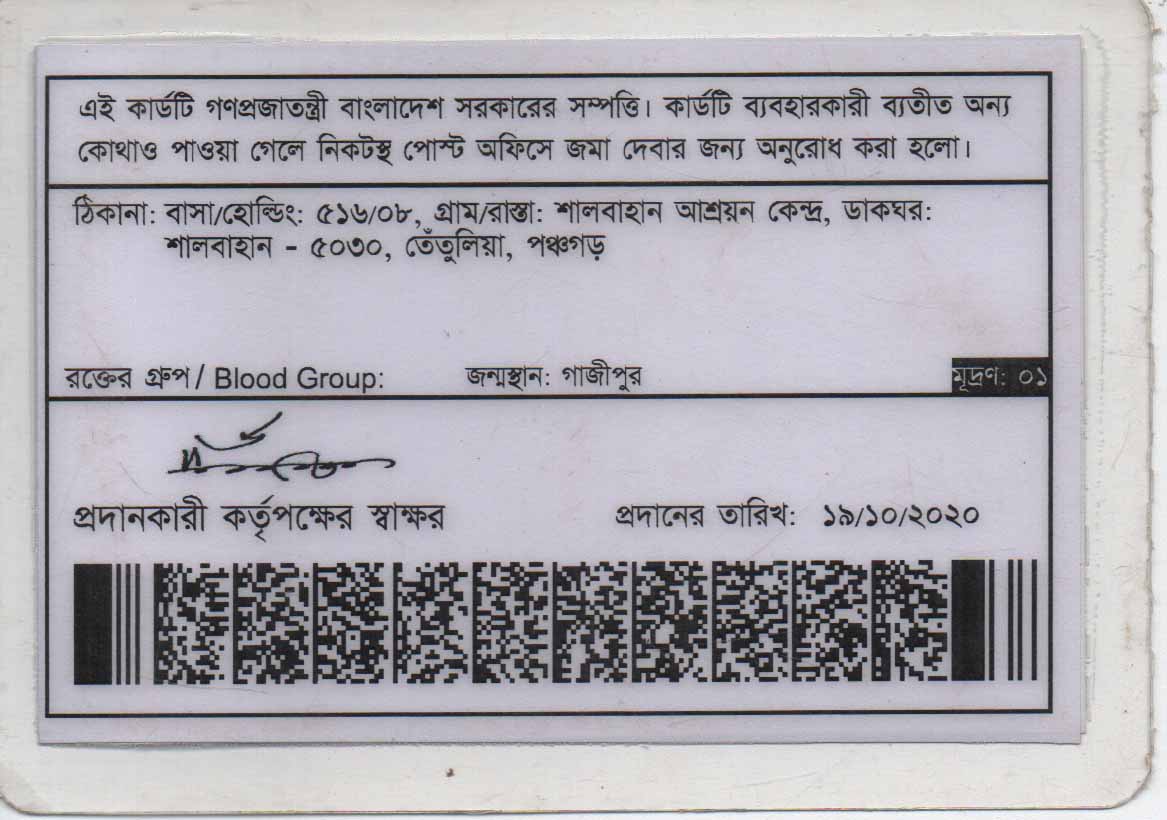 এই কার্ডটি গণপ্রজাতন্ত্রী বাংলাদেশ সরকারের সম্পত্তি। কার্ডটি ব্যবহারকারী ব্যতীত অন্য
কোথাও পাওয়া গেলে নিকটস্থ পোস্ট অফিসে জমা দেবার জন্য অনুরোধ করা হলো।
ঠিকানা: বাসা/হোল্ডিং: ৫১৬/০৮, গ্রাম/রাস্তা: শালবাহান আশ্রয়ন কেন্দ্র, ডাকঘর:
শালবাহান - ৫০৩০, তেঁতুলিয়া, পঞ্চগড়
রক্তের গ্রুপ / Blood Group: জন্মস্থান: গাজীপুর মূদ্রণ: ০১
প্রদানকারী কর্তৃপক্ষের স্বাক্ষর প্রদানের তারিখ: ১৯/১০/২০২০